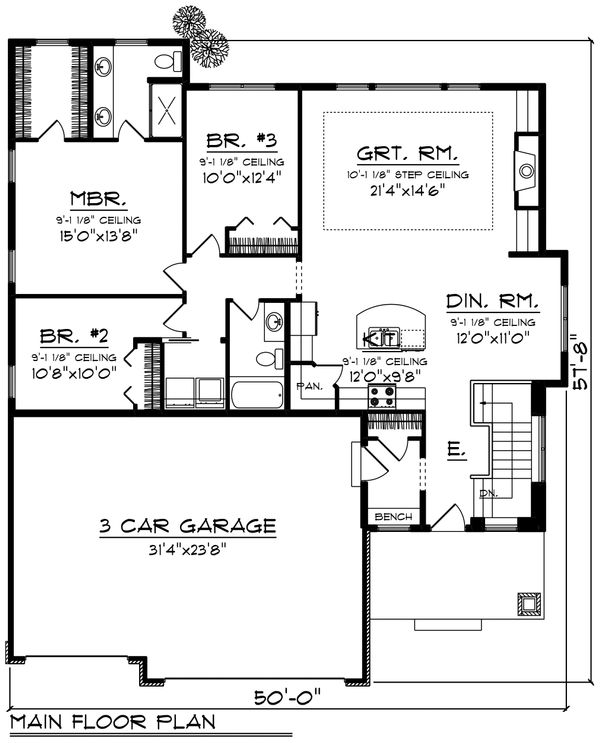 BR. #3
9'-1 1/8" CEILING
10'0"x12'4"
GRT. RM.
10'-1 1/8" STEP CEILING
21'4"x14'6"
MBR.
9'-1 1/8" CEILING
15'0"x13'8"
DIN. RM.
9'-1 1/8" CEILING
12'0"x11'0"
BR. #2
9'-1 1/8" CEILING
10'8"x10'0"
KIT.
9'-1 1/8" CEILING
12'0"x9'8"
PAN.
57'-8"
E.
DN.
BENCH
3 CAR GARAGE
31'4"x23'8"
50'-0"
MAIN FLOOR PLAN